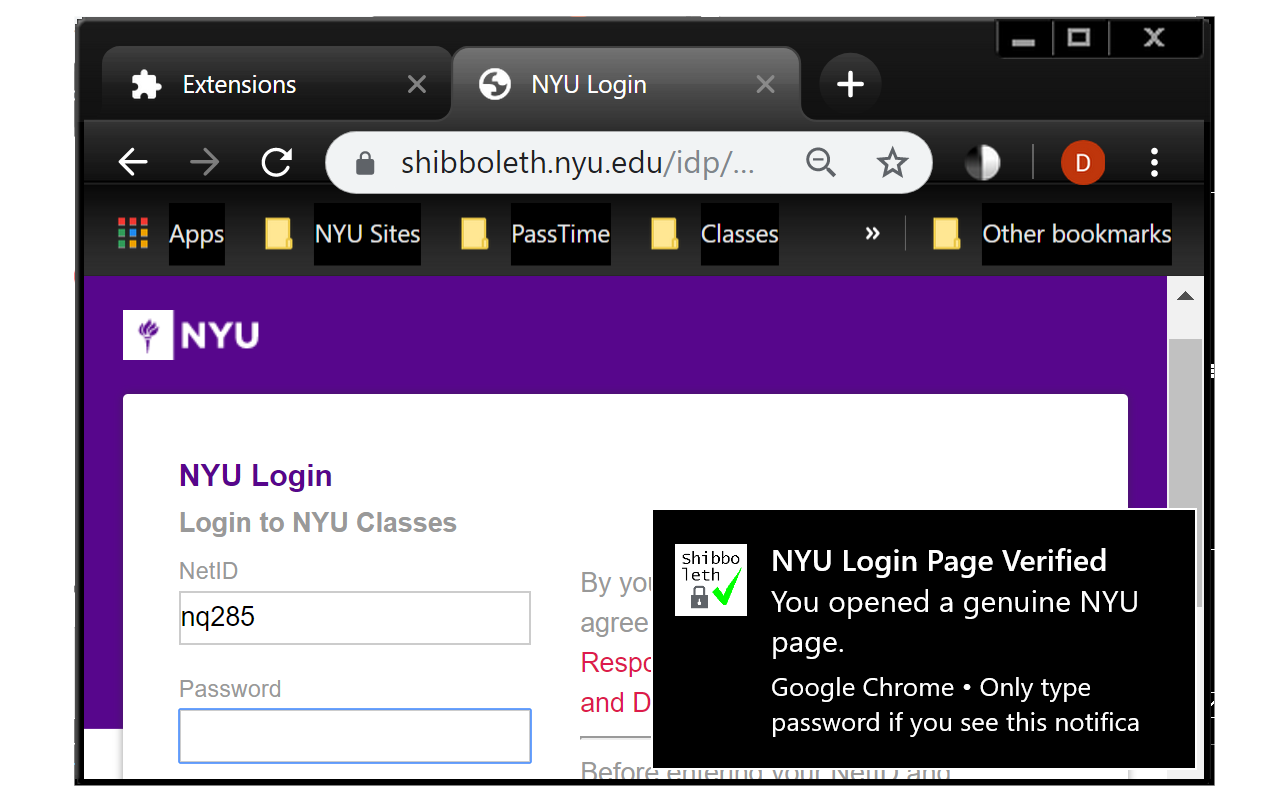 Extensions
NYU Login
shibboleth.nyu.edu/idp/...
D
Apps
NYU Sites
PassTime
Classes
»
Other bookmarks
NYU
NYU Login
Login to NYU Classes
NetID
nq285
Password
By you
agree
Respo
and D
Before entering your NetID and
Shibbo
leth
NYU Login Page Verified
You opened a genuine NYU
page.
Google Chrome • Only type
password if you see this notifica